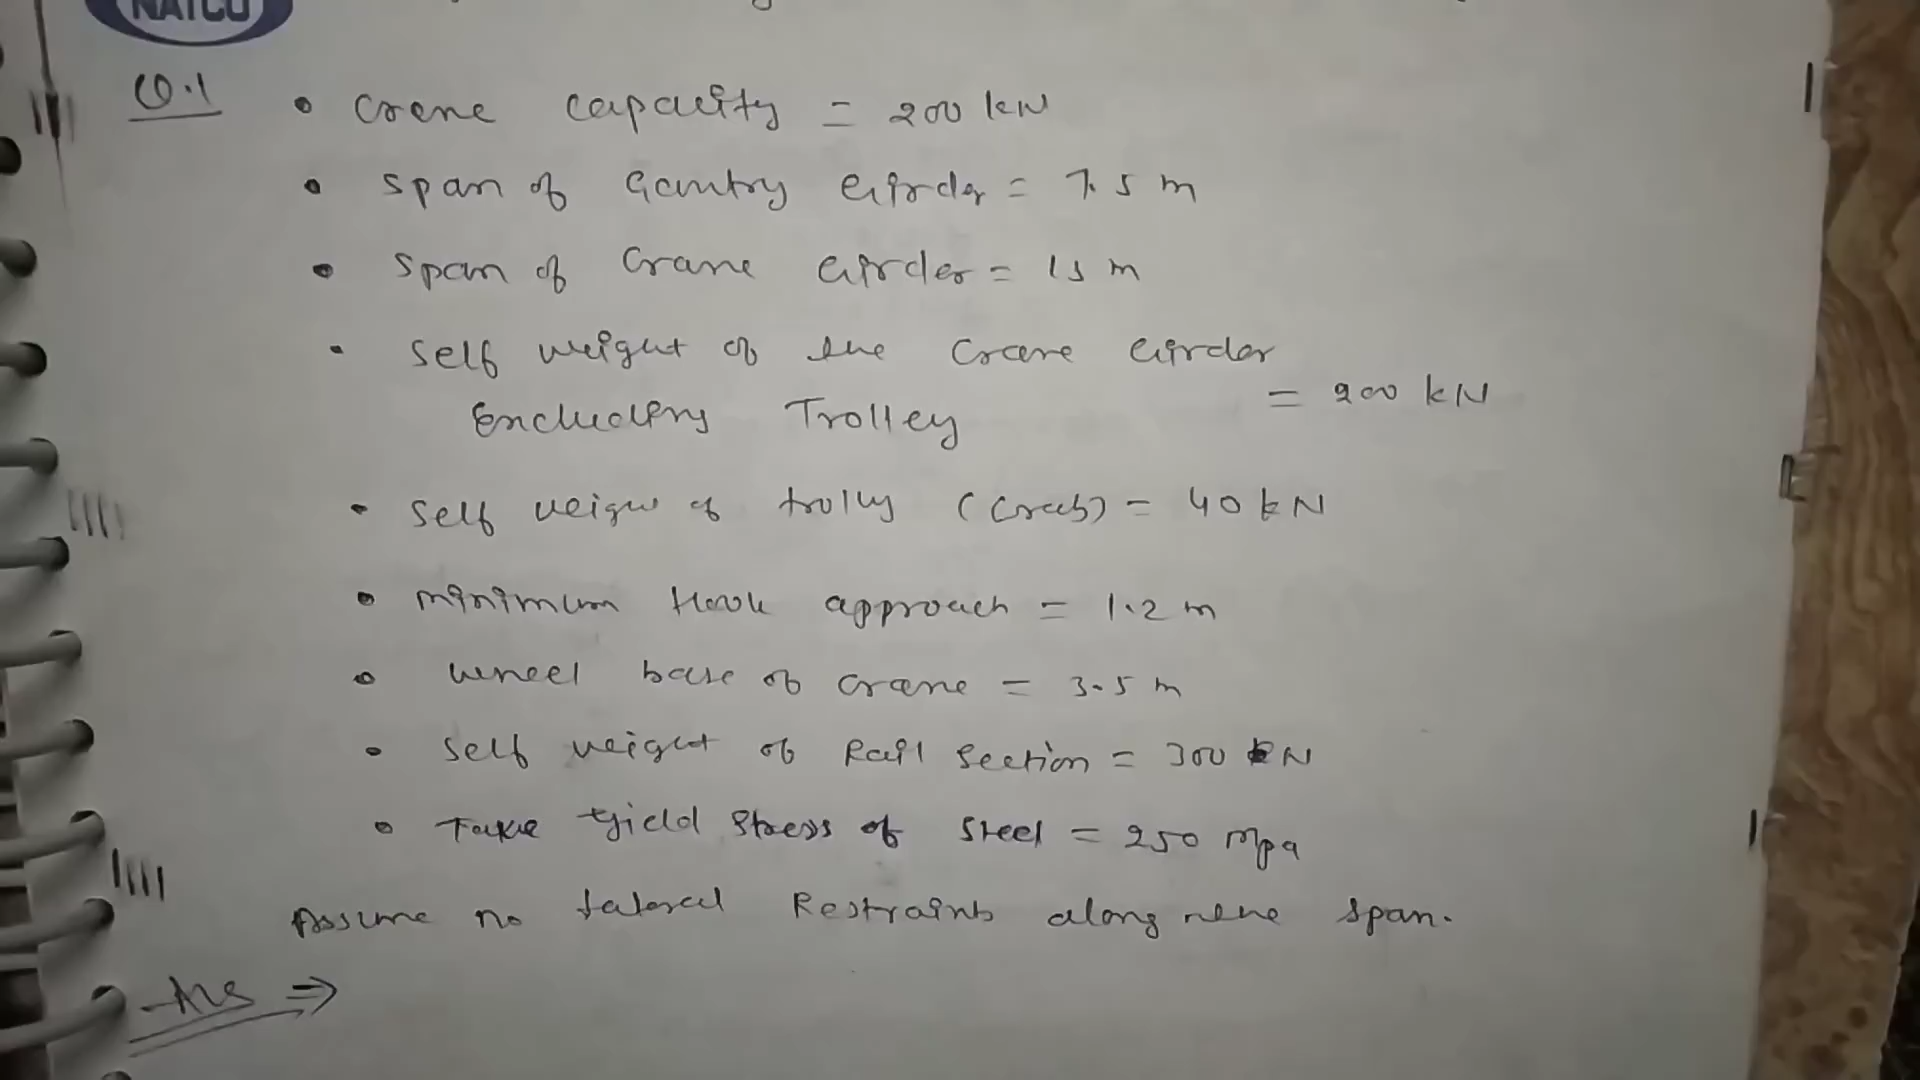 NATCO
Q.1 • Crane capacity = 200 kN
• Span of Gantry Girder = 7.5 m
• Span of Crane Girder = 15 m
• Self weight of the Crane Girder
Excluding Trolley = 200 kN
• Self weight of trolly (Crab) = 40 kN
• minimum Hook approach = 1.2 m
• wheel base of crane = 3.5 m
• Self weight of Rail Section = 300 N
• Take yield Stress of Steel = 250 Mpa
Assume no lateral Restraints along the span.
Ans ⇒